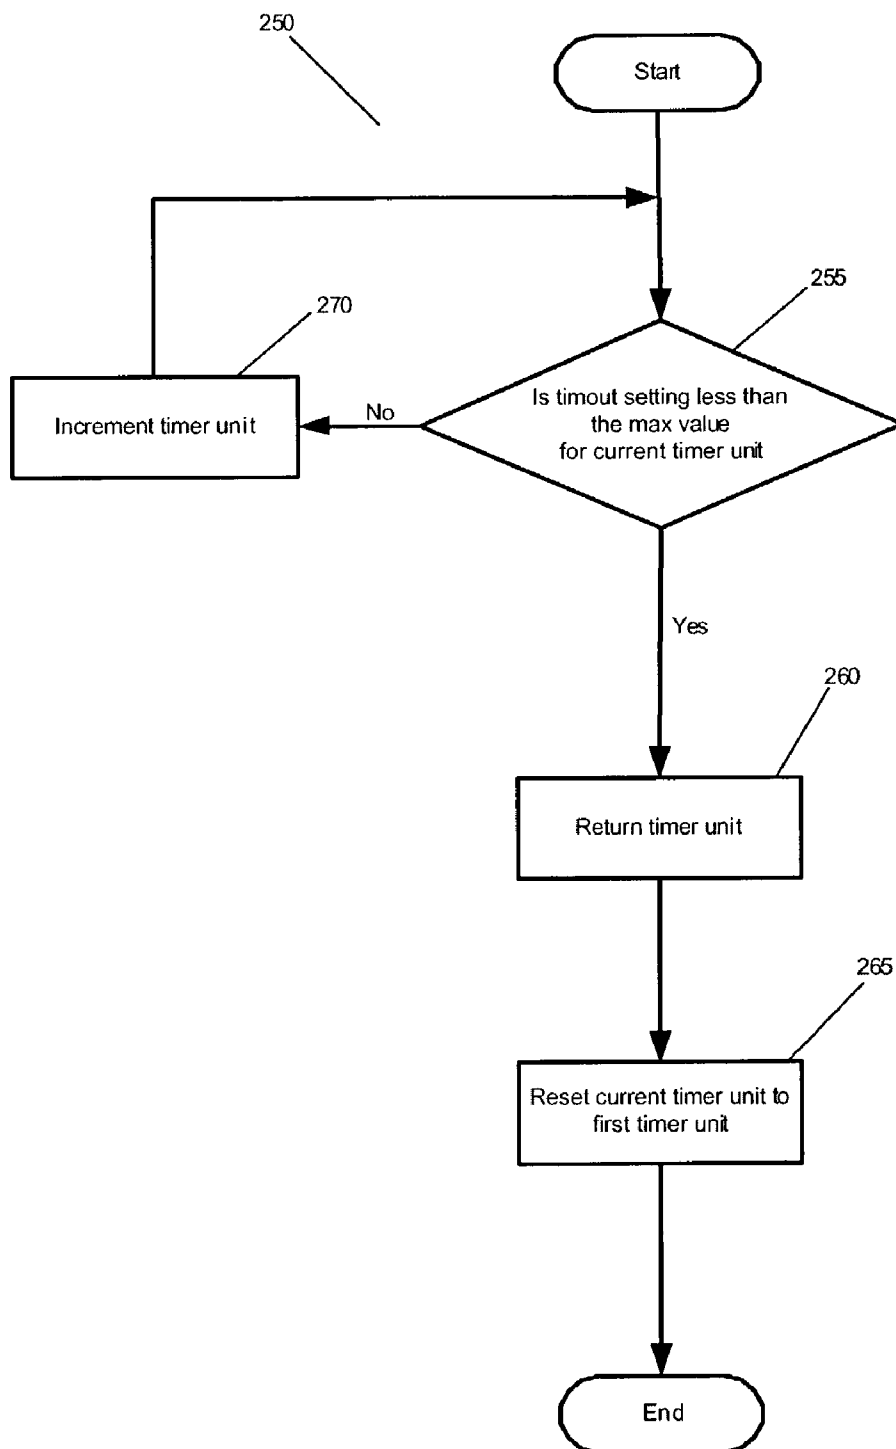 250
Start
255
270
Is timout setting less than
the max value
for current timer unit
No
Increment timer unit
Yes
260
Return timer unit
265
Reset current timer unit to
first timer unit
End